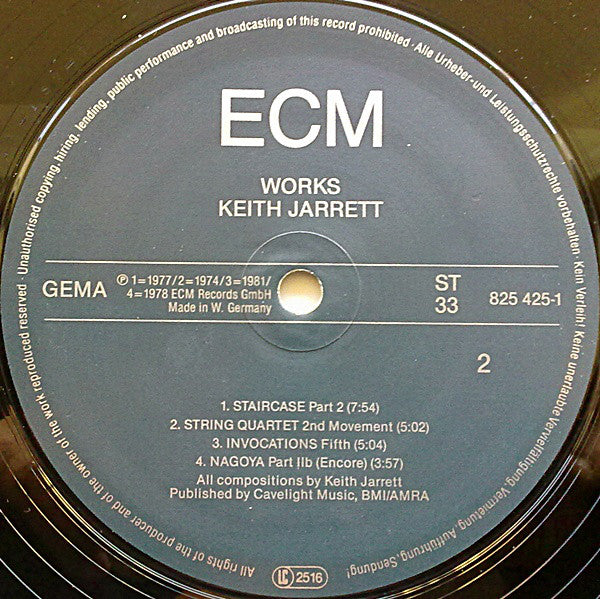 Unauthorised copying, hiring, lending, public performance and broadcasting of this record prohibited · Alle Urheber-und Leistungsschutzrechte vorbehalten · Kein Verleih! Keine unerlaubte Vervielfältigung, Vermietung, Aufführung, Sendung!
ECM
WORKS
KEITH JARRETT
GEMA
℗ 1=1977/2=1974/3=1981/
4=1978 ECM Records GmbH
Made in W. Germany
ST
33
825 425-1
2
1. STAIRCASE Part 2 (7:54)
2. STRING QUARTET 2nd Movement (5:02)
3. INVOCATIONS Fifth (5:04)
4. NAGOYA Part IIb (Encore) (3:57)
All compositions by Keith Jarrett
Published by Cavelight Music, BMI/AMRA
LC 2516
All rights of the producer and of the owner of the work reproduced reserved ·